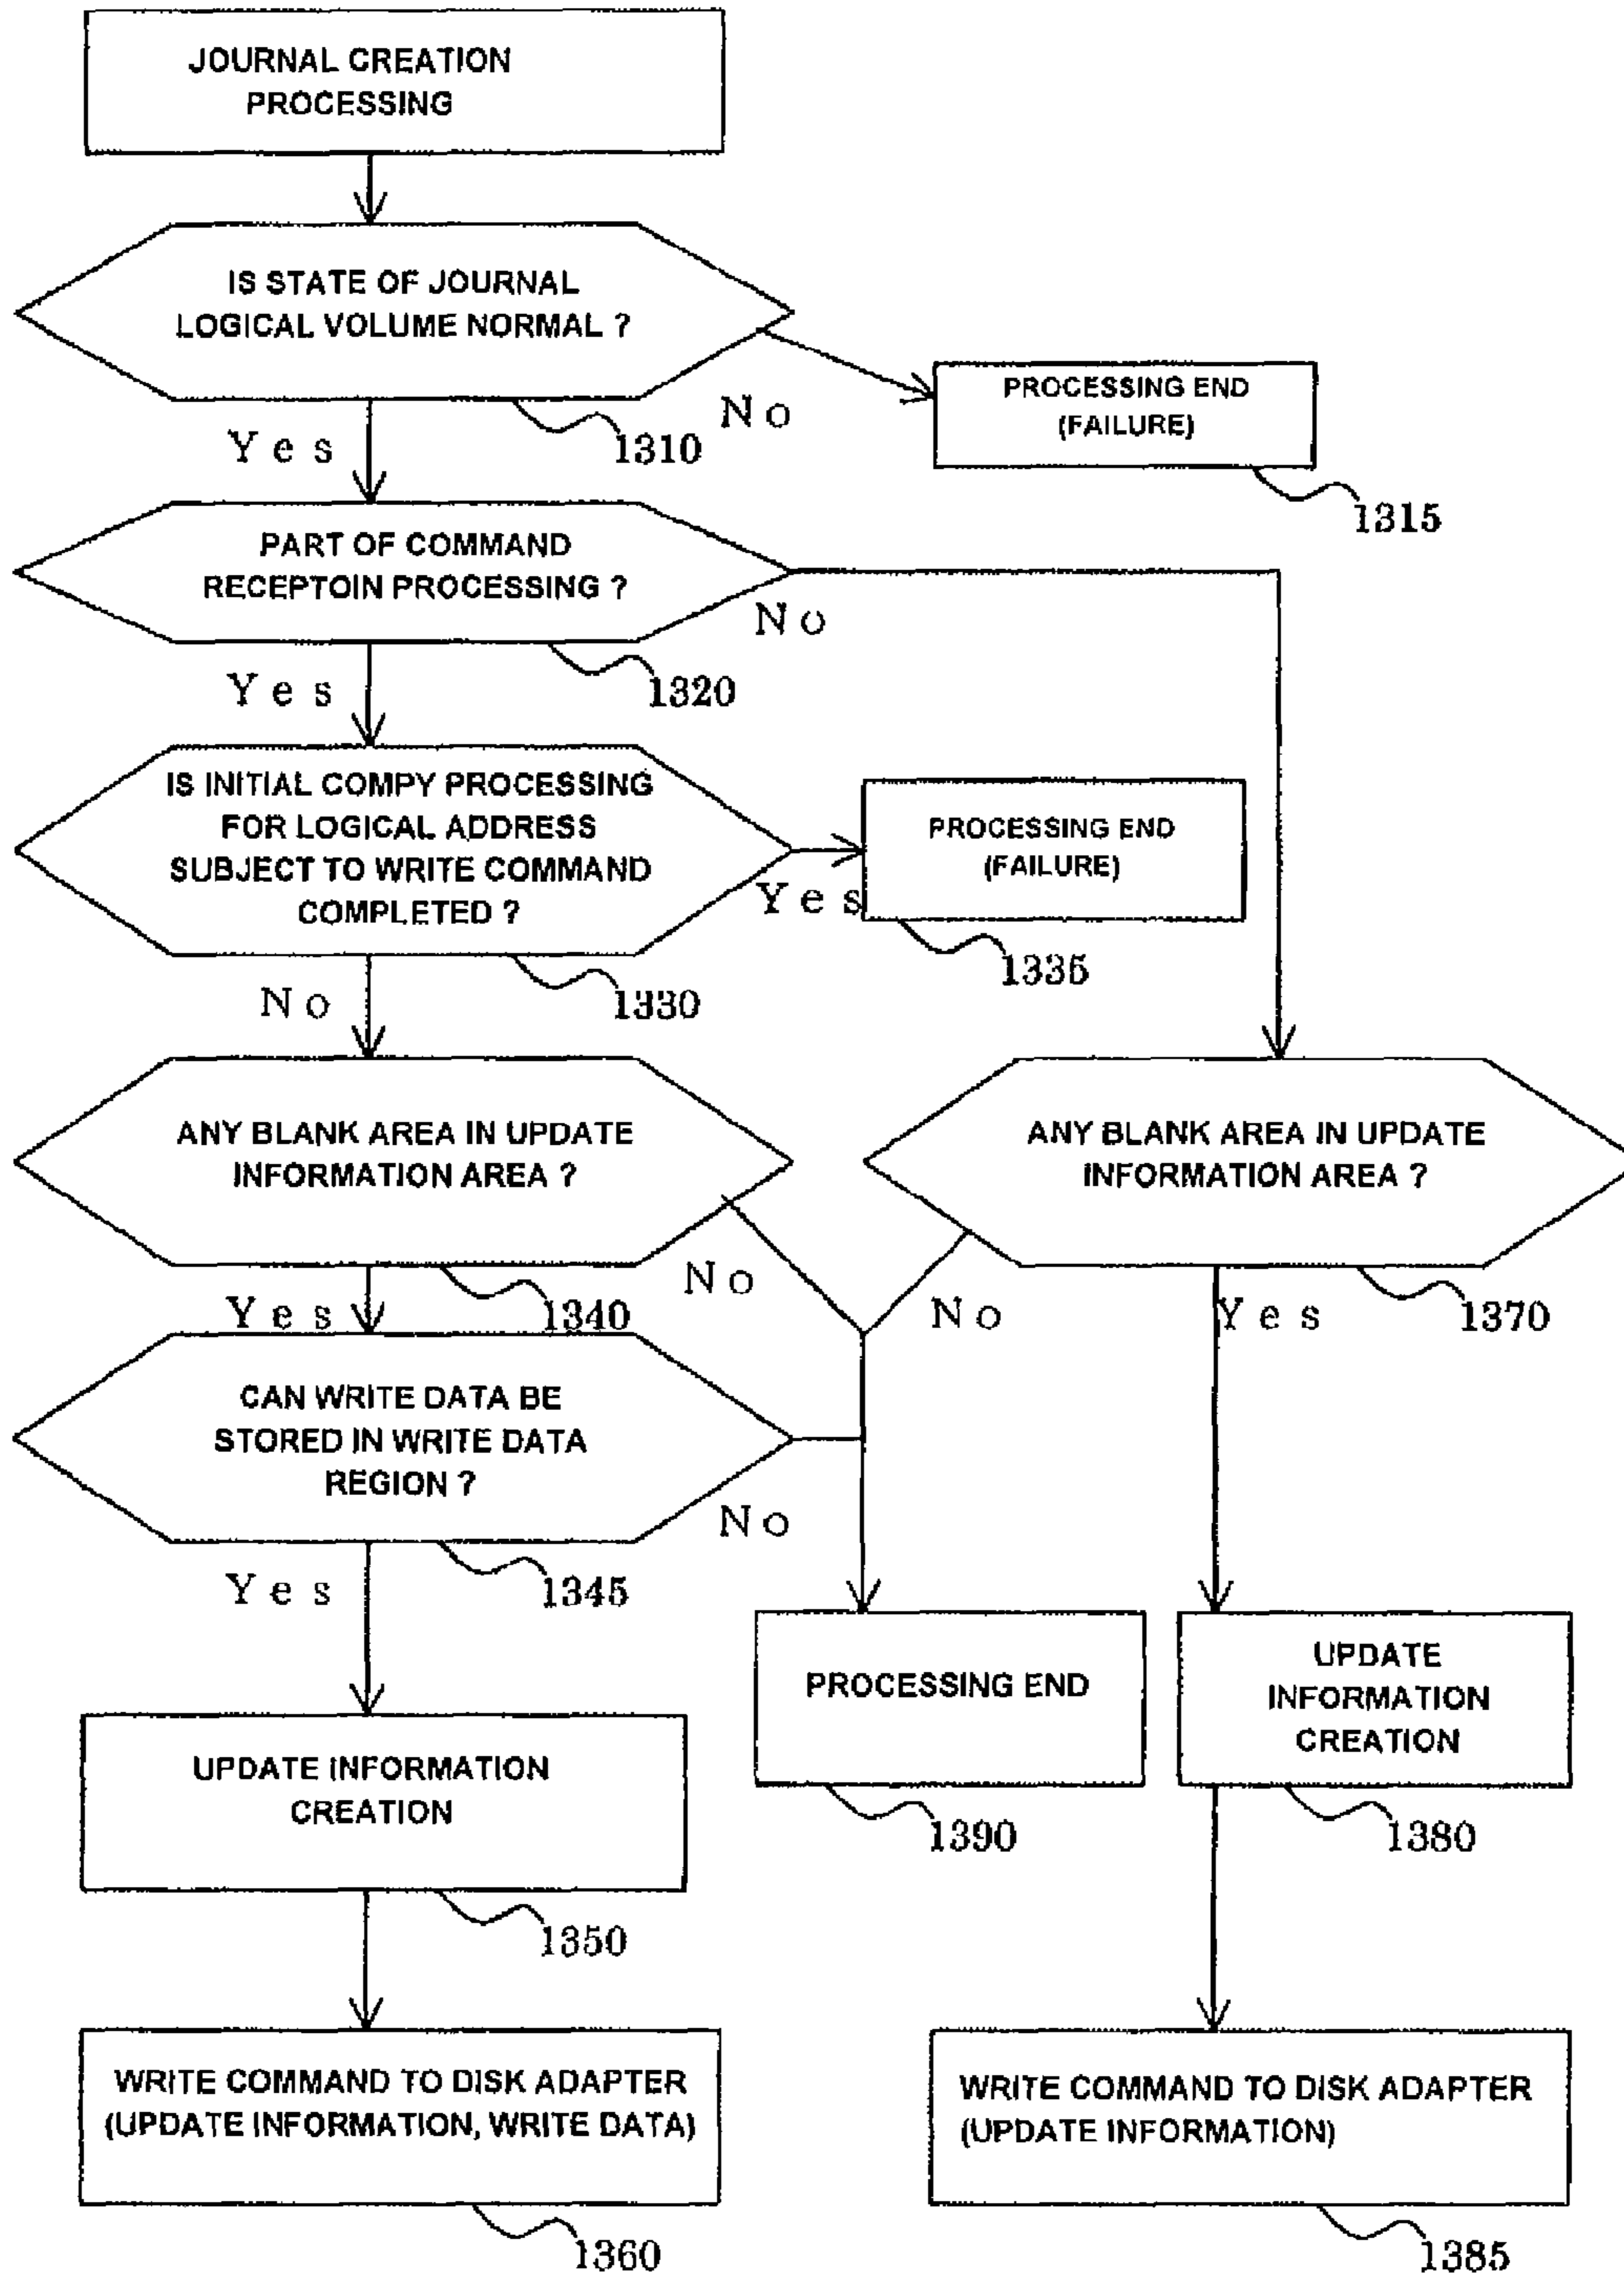 JOURNAL CREATION
PROCESSING
IS STATE OF JOURNAL
LOGICAL VOLUME NORMAL ?
No
Yes
1310
PROCESSING END
(FAILURE)
1315
PART OF COMMAND
RECEPTOIN PROCESSING ?
No
Yes
1320
IS INITIAL COMPY PROCESSING
FOR LOGICAL ADDRESS
SUBJECT TO WRITE COMMAND
COMPLETED ?
Yes
PROCESSING END
(FAILURE)
1335
No
1330
ANY BLANK AREA IN UPDATE
INFORMATION AREA ?
No
Yes
1340
ANY BLANK AREA IN UPDATE
INFORMATION AREA ?
No
Yes
1370
CAN WRITE DATA BE
STORED IN WRITE DATA
REGION ?
No
Yes
1345
PROCESSING END
1390
UPDATE
INFORMATION
CREATION
1380
UPDATE INFORMATION
CREATION
1350
WRITE COMMAND TO DISK ADAPTER
(UPDATE INFORMATION, WRITE DATA)
1360
WRITE COMMAND TO DISK ADAPTER
(UPDATE INFORMATION)
1385